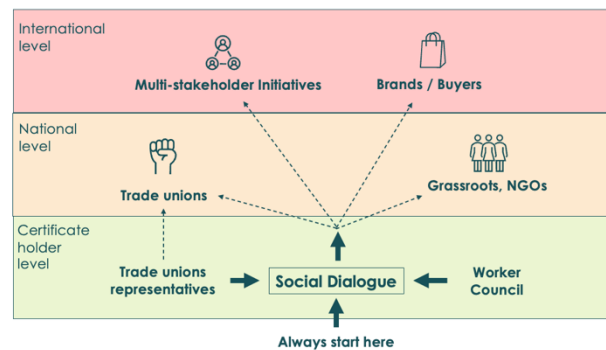 International
level
Multi-stakeholder Initiatives
Brands / Buyers
National
level
Trade unions
Grassroots, NGOs
Certificate
holder
level
Trade unions
representatives
Social Dialogue
Worker
Council
Always start here